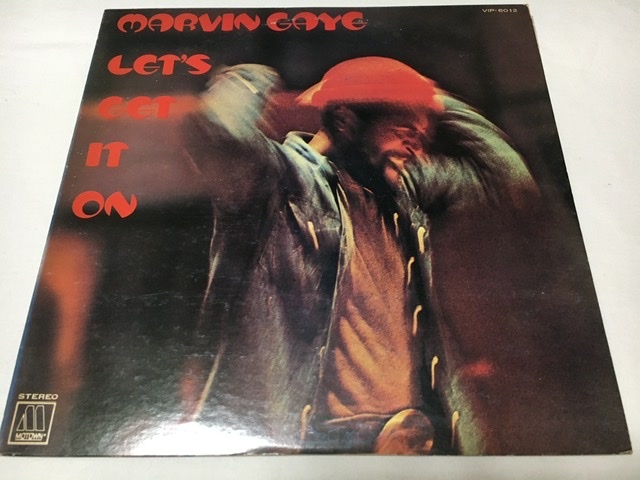 MARVIN GAYE
VIP-6012
LET'S
GET
IT
ON
STEREO
MOTOWN